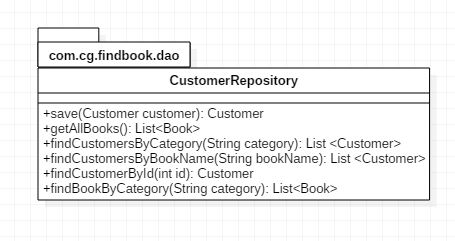 com.cg.findbook.dao
CustomerRepository
+save(Customer customer): Customer
+getAllBooks(): List<Book>
+findCustomersByCategory(String category): List <Customer>
+findCustomersByBookName(String bookName): List <Customer>
+findCustomerById(int id): Customer
+findBookByCategory(String category): List<Book>